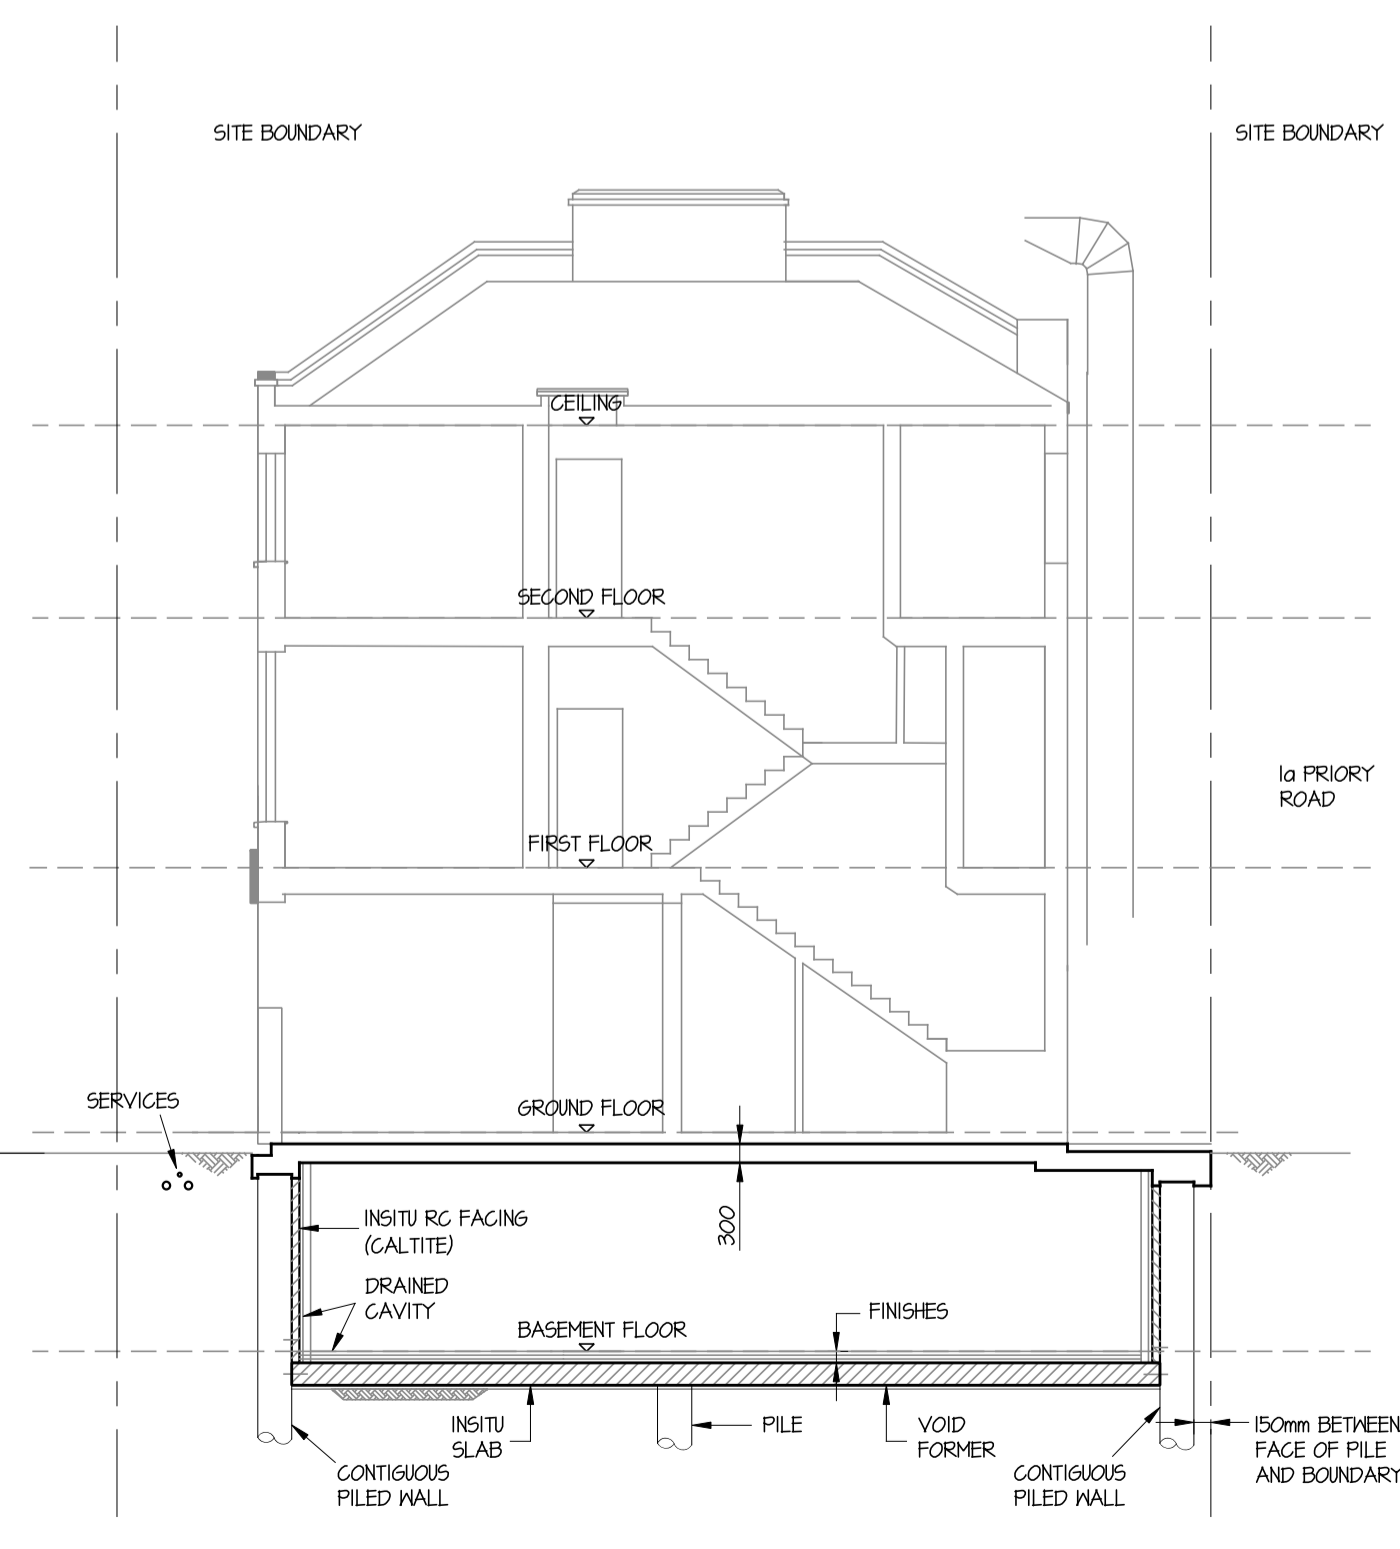 SITE BOUNDARY
SITE BOUNDARY
CEILING
SECOND FLOOR
1a PRIORY
ROAD
FIRST FLOOR
SERVICES
GROUND FLOOR
300
INSITU RC FACING
(CALTITE)
DRAINED
CAVITY
FINISHES
BASEMENT FLOOR
INSITU
SLAB
PILE
VOID
FORMER
150mm BETWEEN
FACE OF PILE
AND BOUNDARY
CONTIGUOUS
PILED WALL
CONTIGUOUS
PILED WALL